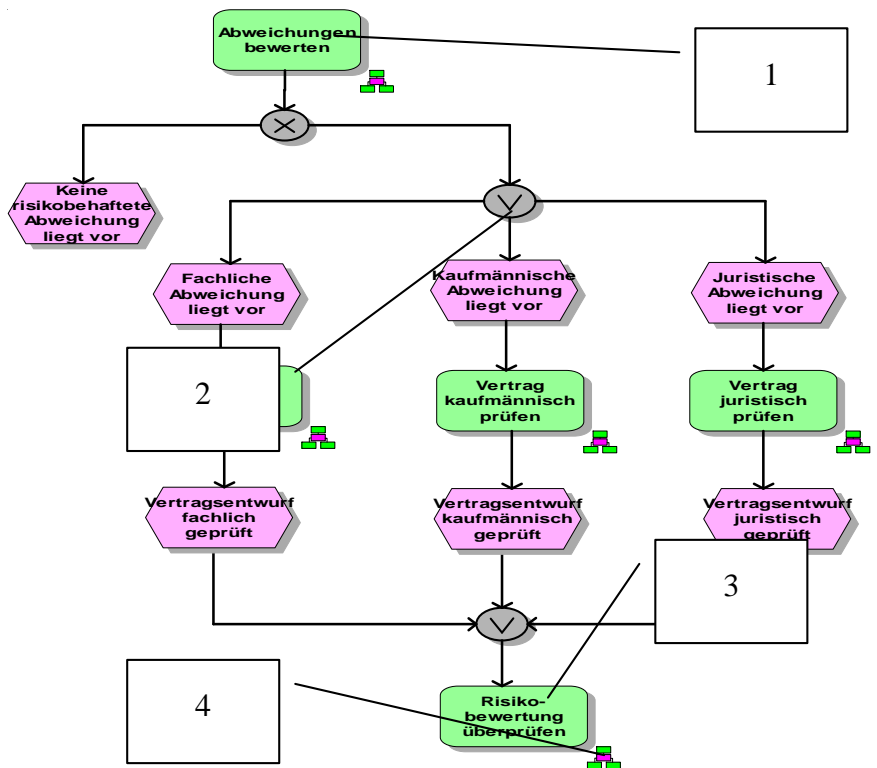 Abweichungen
bewerten
1
Keine
risikobehaftete
Abweichung
liegt vor
Fachliche
Abweichung
liegt vor
Kaufmännische
Abweichung
liegt vor
Juristische
Abweichung
liegt vor
2
Vertrag
kaufmännisch
prüfen
Vertrag
juristisch
prüfen
Vertragsentwurf
fachlich
geprüft
Vertragsentwurf
kaufmännisch
geprüft
Vertragsentwurf
juristisch
geprüft
3
4
Risiko-
bewertung
überprüfen